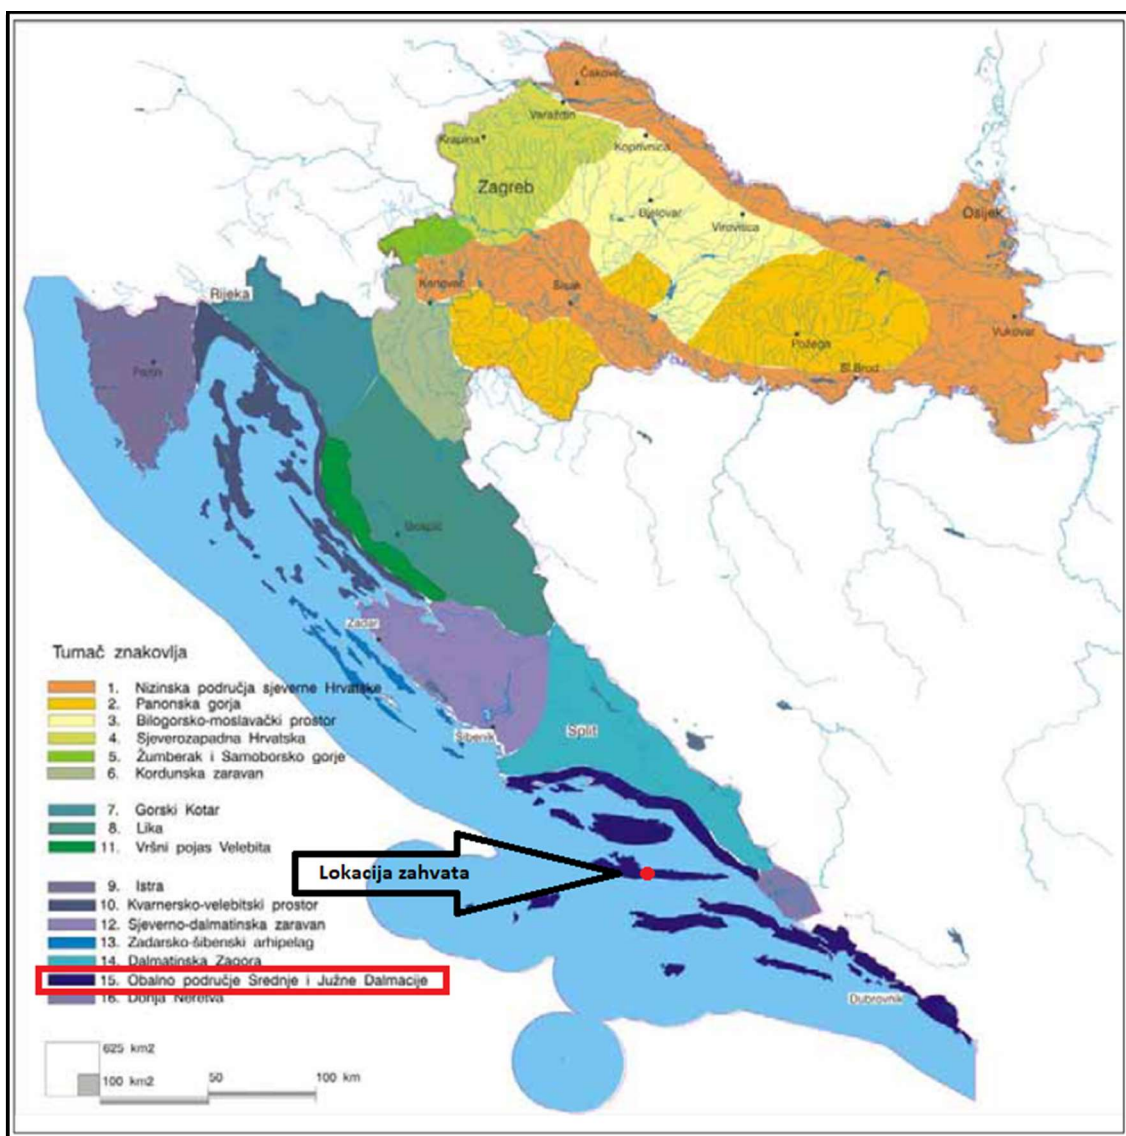 Čakovec
Varaždin
Krapina
Koprivnica
Zagreb
Bjelovar
Osijek
Virovitica
Karlovac
Sisak
Rijeka
Vukovar
Požega
Sl.Brod
Pazin
Gospić
Zadar
Šibenik
Split
Dubrovnik
Lokacija zahvata
Tumač znakovlja
1. Nizinska područja sjeverne Hrvatske
2. Panonska gorja
3. Bilogorsko-moslavački prostor
4. Sjeverozapadna Hrvatska
5. Žumberak i Samoborsko gorje
6. Kordunska zaravan
7. Gorski Kotar
8. Lika
11. Vršni pojas Velebita
9. Istra
10. Kvarnersko-velebitski prostor
12. Sjeverno-dalmatinska zaravan
13. Zadarsko-šibenski arhipelag
14. Dalmatinska Zagora
15. Obalno područje Srednje i Južne Dalmacije
16. Donja Neretva
625 km2
100 km2
50
100 km